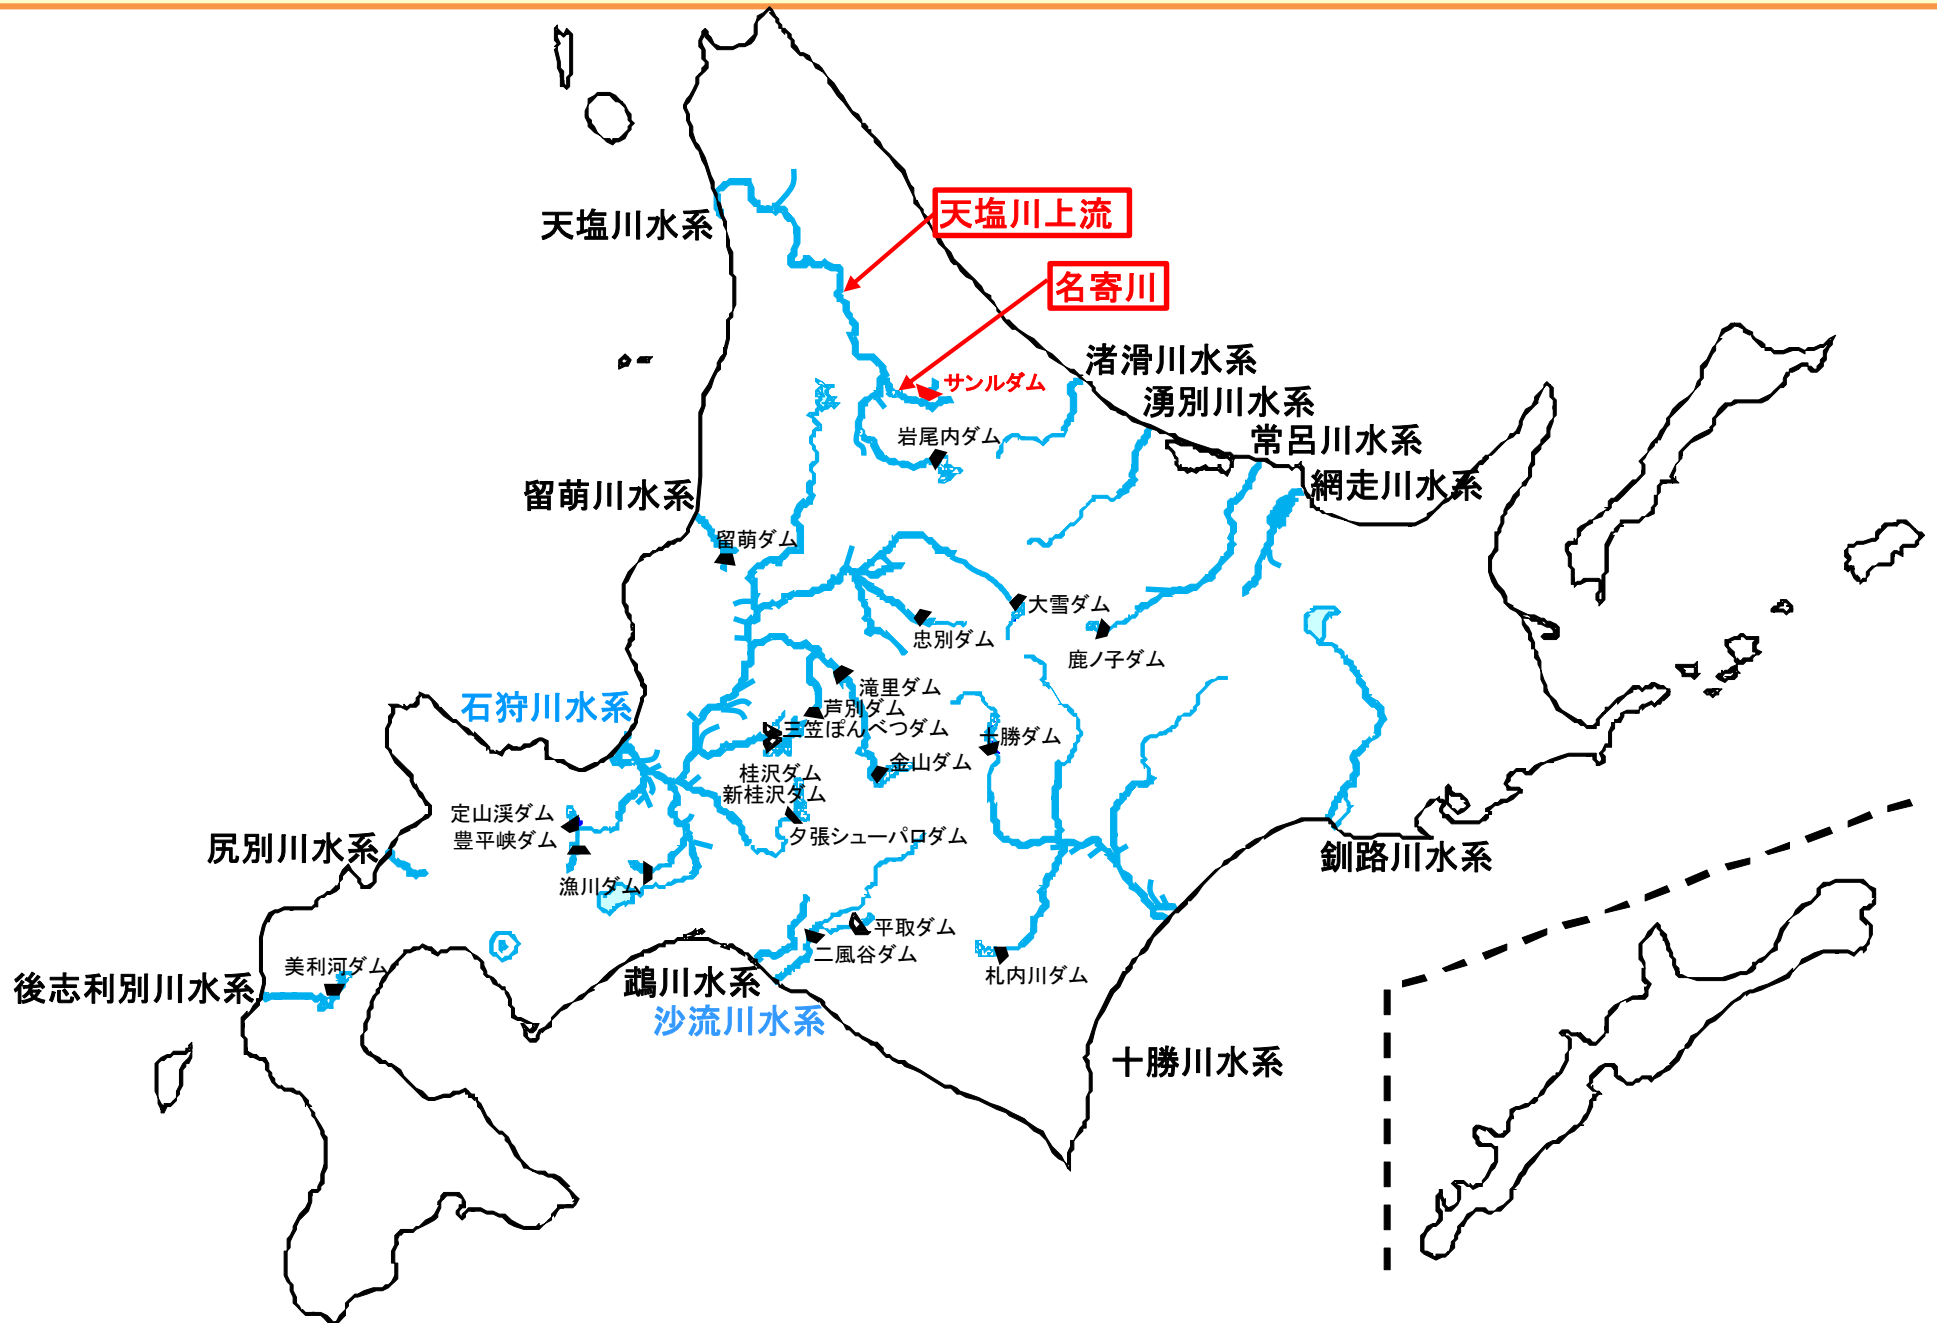 天塩川上流
天塩川水系
名寄川
渚滑川水系
サンルダム
湧別川水系
岩尾内ダム
常呂川水系
網走川水系
留萌川水系
留萌ダム
大雪ダム
忠別ダム
鹿ノ子ダム
滝里ダム
石狩川水系
芦別ダム
三笠ぽんべつダム
十勝ダム
金山ダム
桂沢ダム
新桂沢ダム
定山渓ダム
夕張シューパロダム
豊平峡ダム
尻別川水系
釧路川水系
漁川ダム
平取ダム
二風谷ダム
美利河ダム
札内川ダム
後志利別川水系
鵡川水系
沙流川水系
十勝川水系